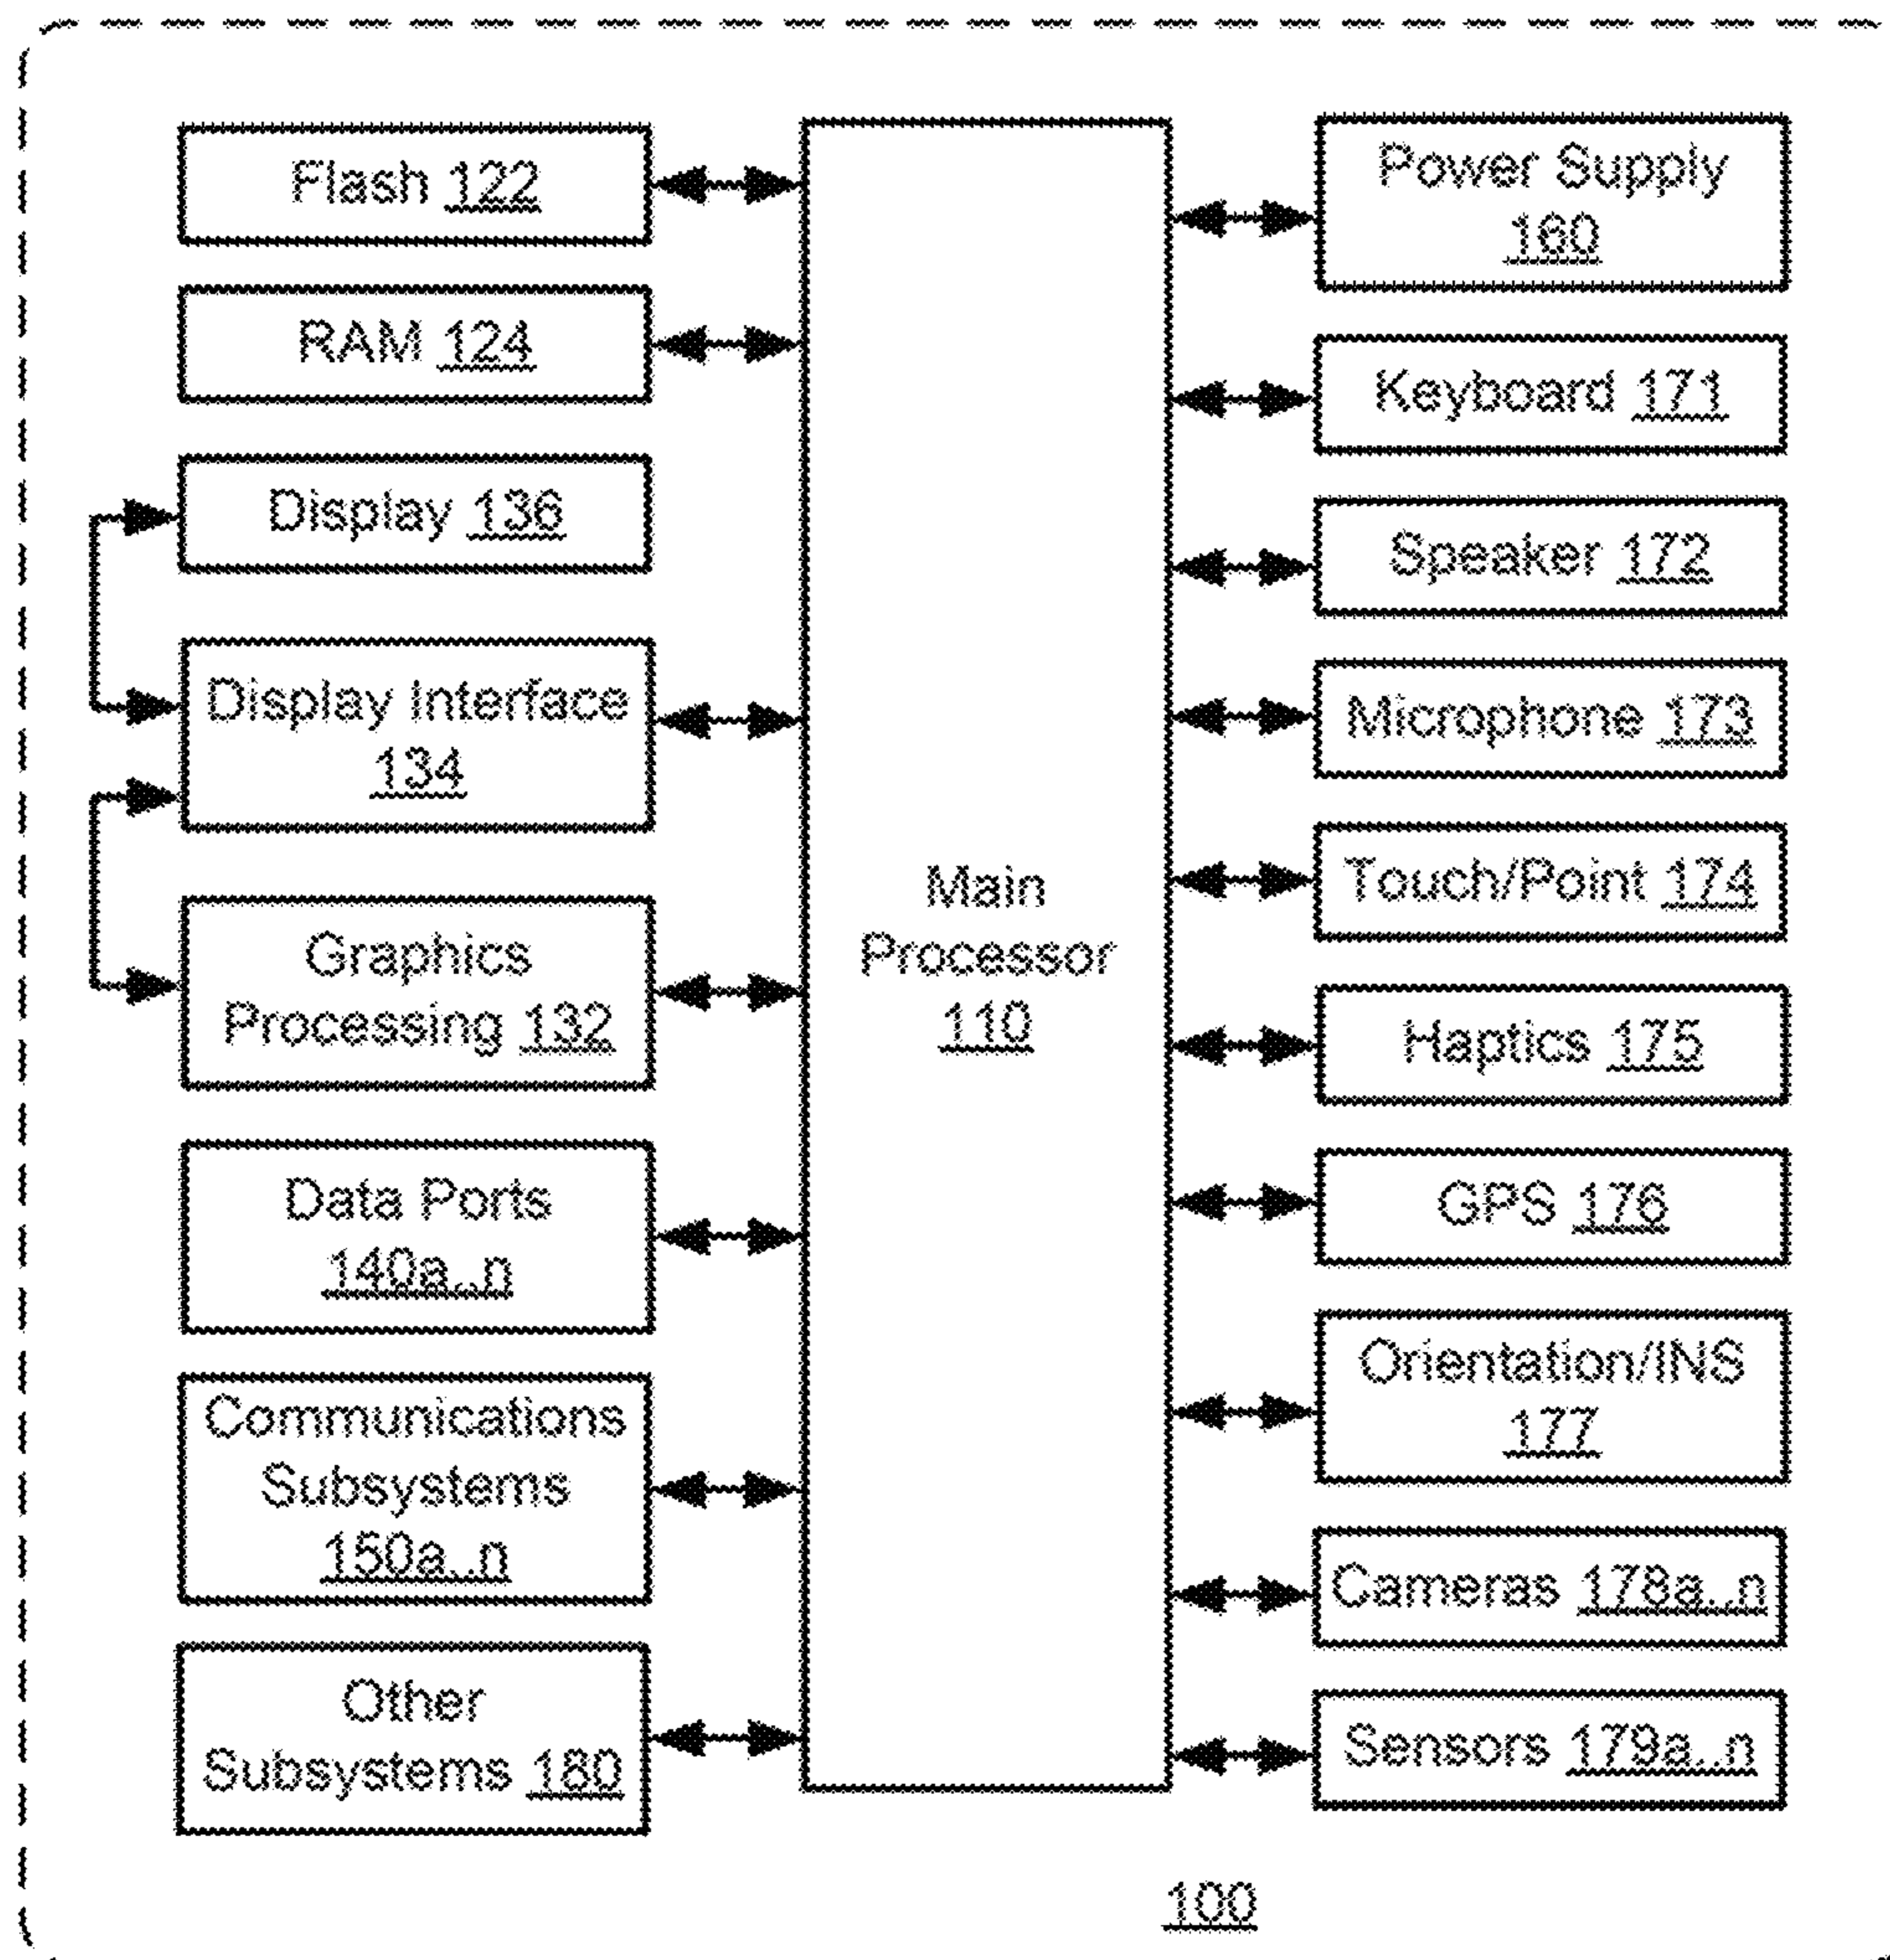 Flash 122
RAM 124
Display 136
Display Interface
134
Graphics
Processing 132
Data Ports
140a..n
Communications
Subsystems
150a..n
Other
Subsystems 180
Main
Processor
110
Power Supply
160
Keyboard 171
Speaker 172
Microphone 173
Touch/Point 174
Haptics 175
GPS 176
Orientation/INS
177
Cameras 178a..n
Sensors 179a..n
100